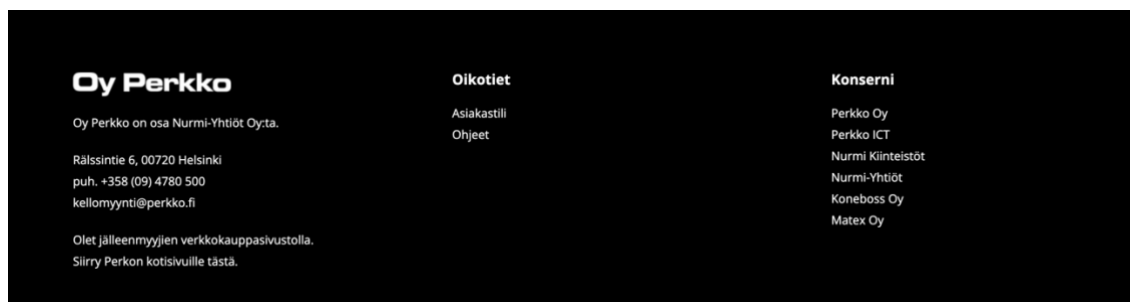 Oy Perkko
Oy Perkko on osa Nurmi-Yhtiöt Oy:ta.
Rälssintie 6, 00720 Helsinki
puh. +358 (09) 4780 500
kellomyynti@perkko.fi
Olet jälleenmyyjien verkkokauppasivustolla.
Siirry Perkon kotisivuille tästä.
Oikotiet
Asiakastili
Ohjeet
Konserni
Perkko Oy
Perkko ICT
Nurmi Kiinteistöt
Nurmi-Yhtiöt
Koneboss Oy
Matex Oy